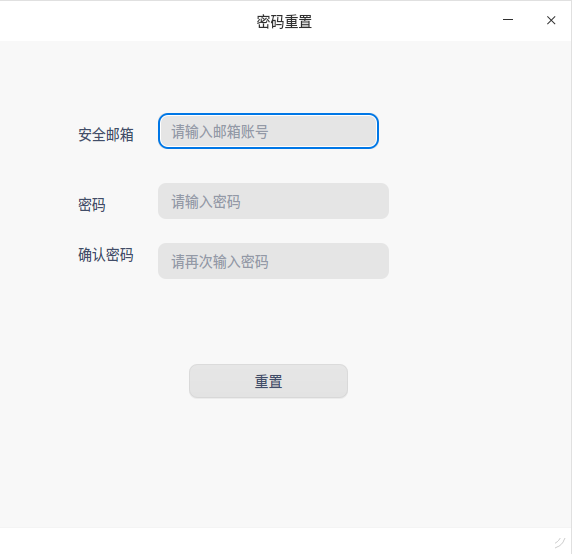 密码重置
安全邮箱 请输入邮箱账号
密码 请输入密码
确认密码 请再次输入密码
重置